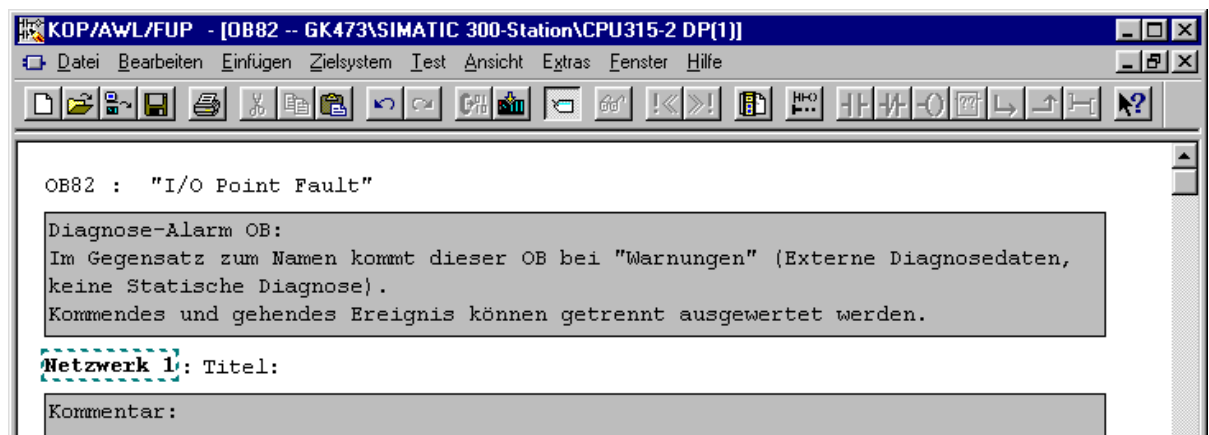 KOP/AWL/FUP - [OB82 -- GK473\SIMATIC 300-Station\CPU315-2 DP(1)]
Datei Bearbeiten Einfügen Zielsystem Test Ansicht Extras Fenster Hilfe
OB82 : "I/O Point Fault"
Diagnose-Alarm OB:
Im Gegensatz zum Namen kommt dieser OB bei "Warnungen" (Externe Diagnosedaten,
keine Statische Diagnose).
Kommendes und gehendes Ereignis können getrennt ausgewertet werden.
Netzwerk 1: Titel:
Kommentar: